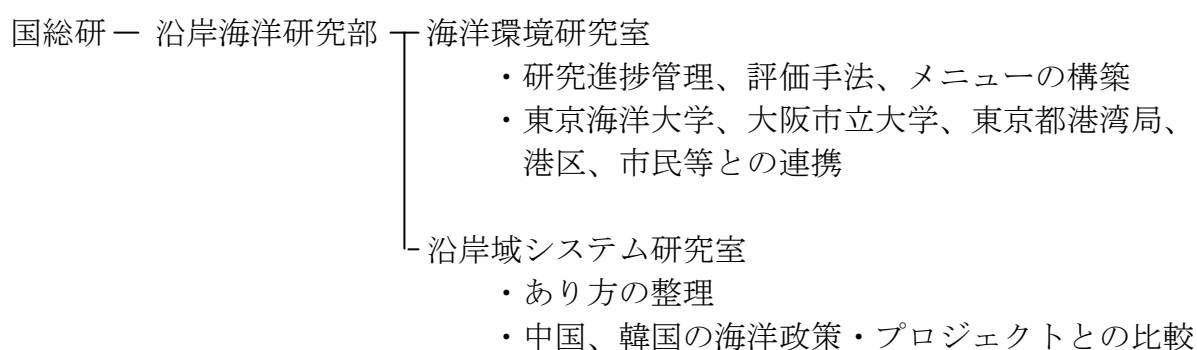 国総研 ー 沿岸海洋研究部 海洋環境研究室
・研究進捗管理、評価手法、メニューの構築
・東京海洋大学、大阪市立大学、東京都港湾局、
港区、市民等との連携
沿岸域システム研究室
・あり方の整理
・中国、韓国の海洋政策・プロジェクトとの比較